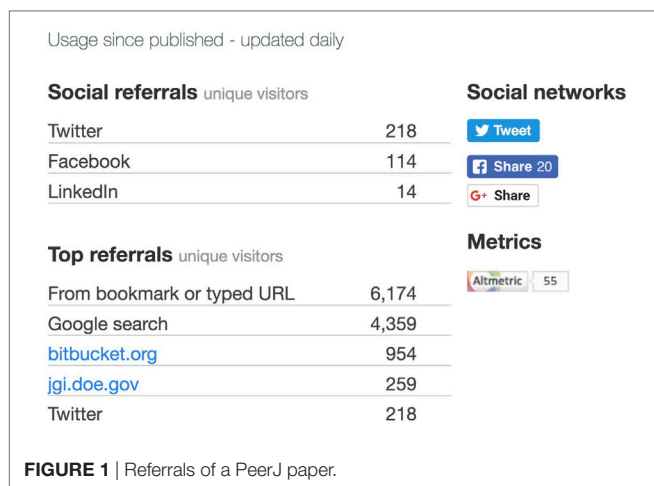 Usage since published - updated daily
Social referrals unique visitors
Twitter 218
Facebook 114
LinkedIn 14
Top referrals unique visitors
From bookmark or typed URL 6,174
Google search 4,359
bitbucket.org 954
jgi.doe.gov 259
Twitter 218
Social networks
Tweet
Share 20
G+ Share
Metrics
Altmetric 55
FIGURE 1 | Referrals of a PeerJ paper.